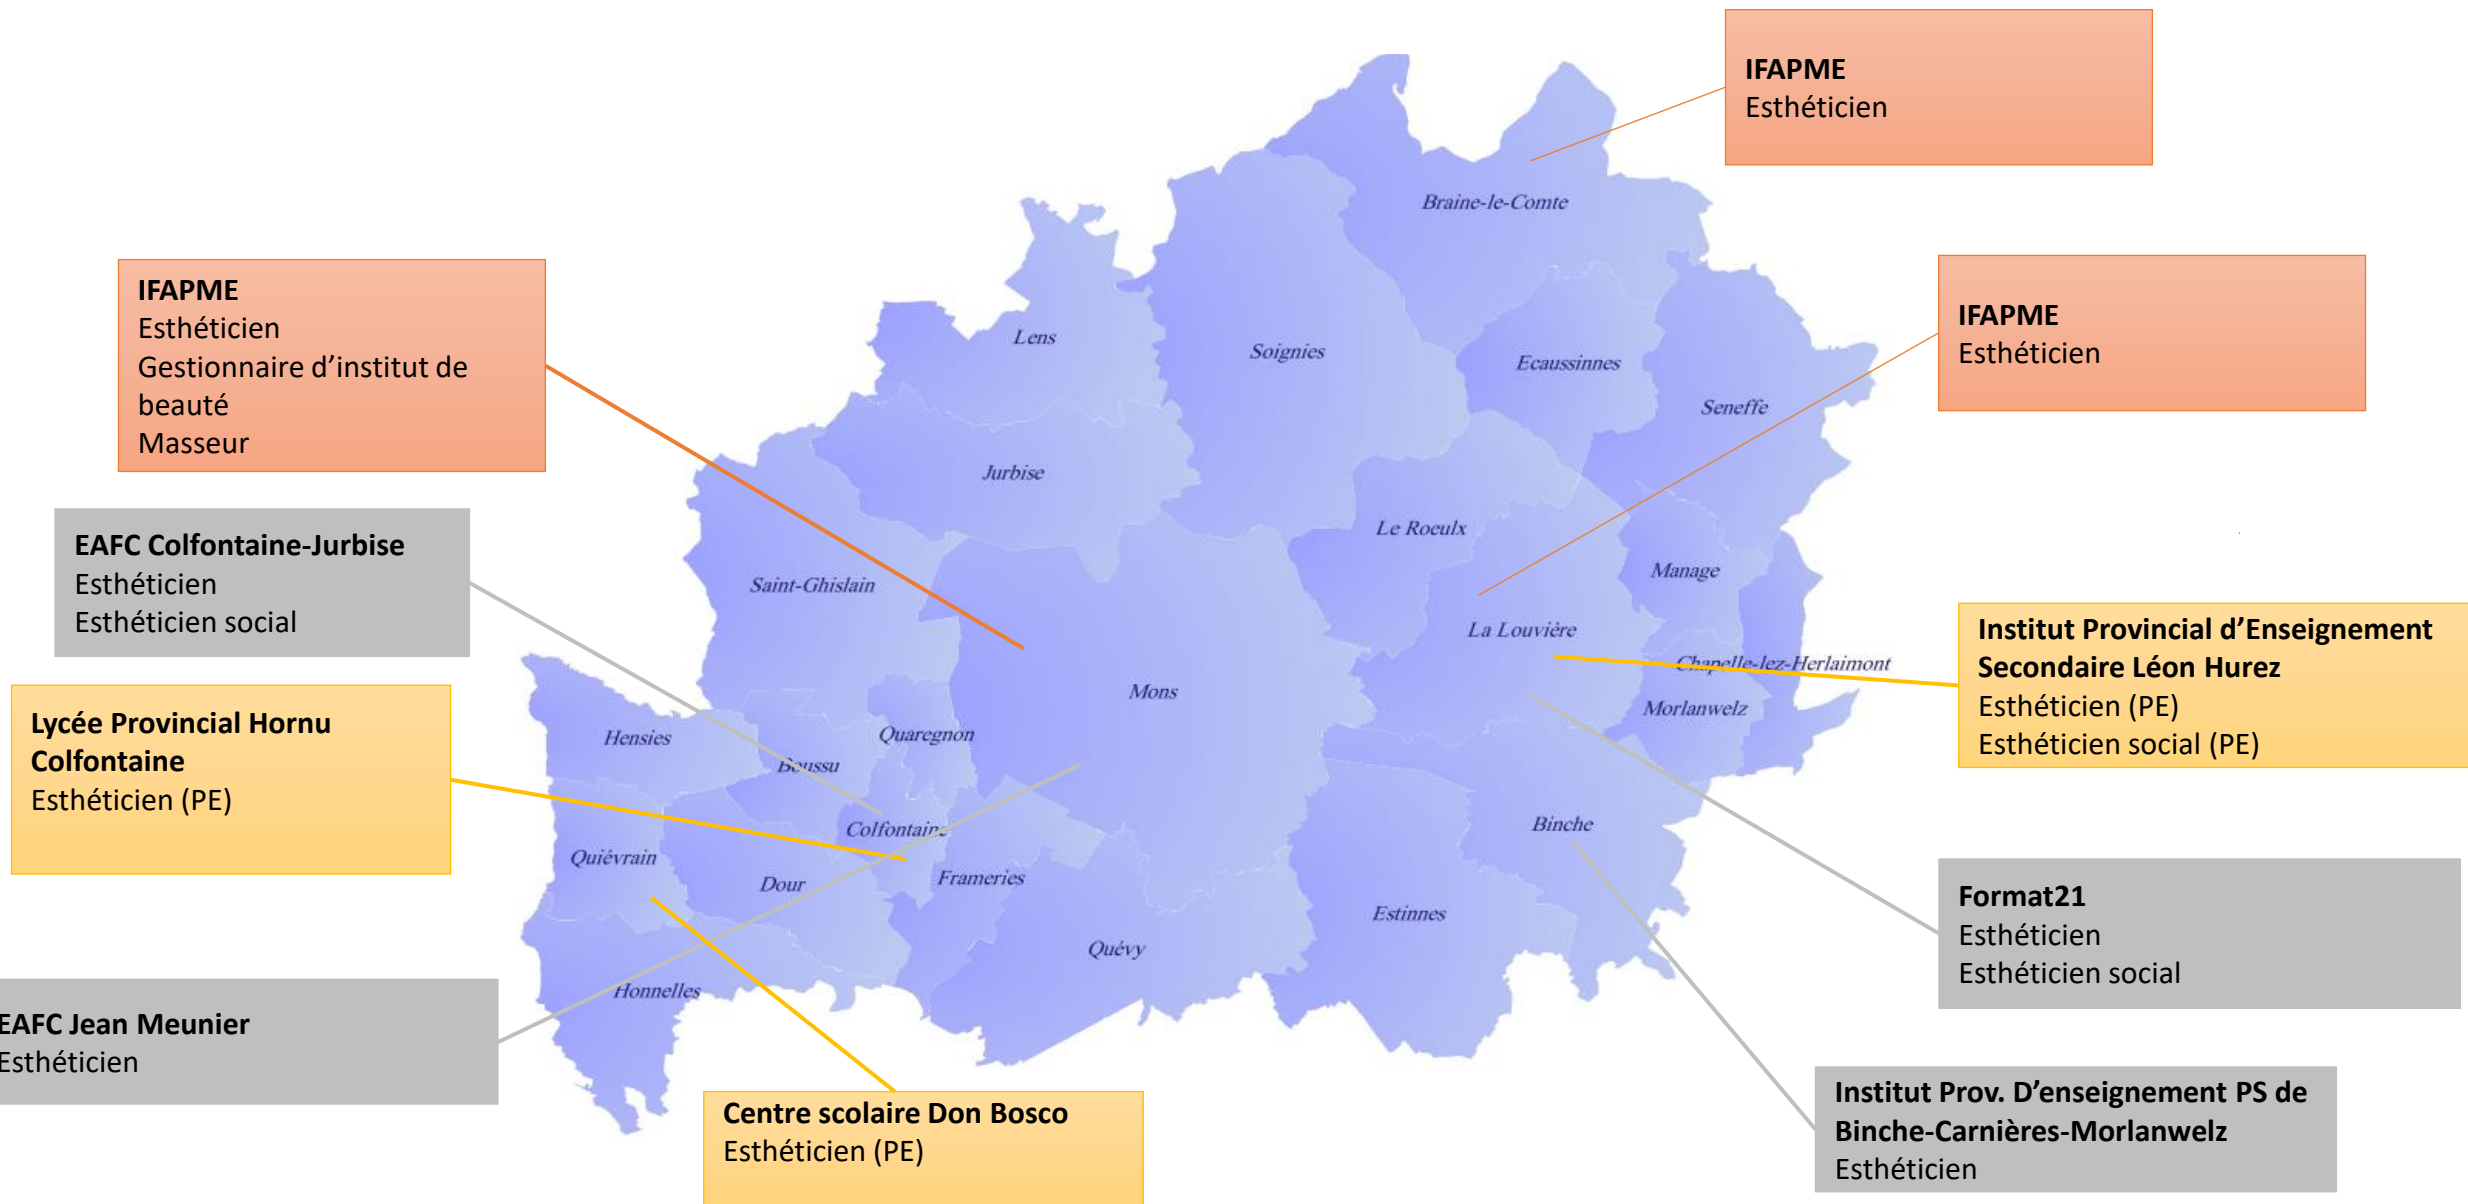 IFAPME
Esthéticien
IFAPME
Esthéticien
Gestionnaire d’institut de
beauté
Masseur
IFAPME
Esthéticien
EAFC Colfontaine-Jurbise
Esthéticien
Esthéticien social
Institut Provincial d’Enseignement
Secondaire Léon Hurez
Esthéticien (PE)
Esthéticien social (PE)
Lycée Provincial Hornu
Colfontaine
Esthéticien (PE)
Format21
Esthéticien
Esthéticien social
EAFC Jean Meunier
Esthéticien
Centre scolaire Don Bosco
Esthéticien (PE)
Institut Prov. D’enseignement PS de
Binche-Carnières-Morlanwelz
Esthéticien
Braine-le-Comte
Lens
Soignies
Ecaussinnes
Seneffe
Jurbise
Le Roeulx
Manage
Saint-Ghislain
La Louvière
Chapelle-lez-Herlaimont
Mons
Morlanwelz
Hensies
Quaregnon
Boussu
Colfontaine
Binche
Quiévrain
Dour
Frameries
Estinnes
Quévy
Honnelles